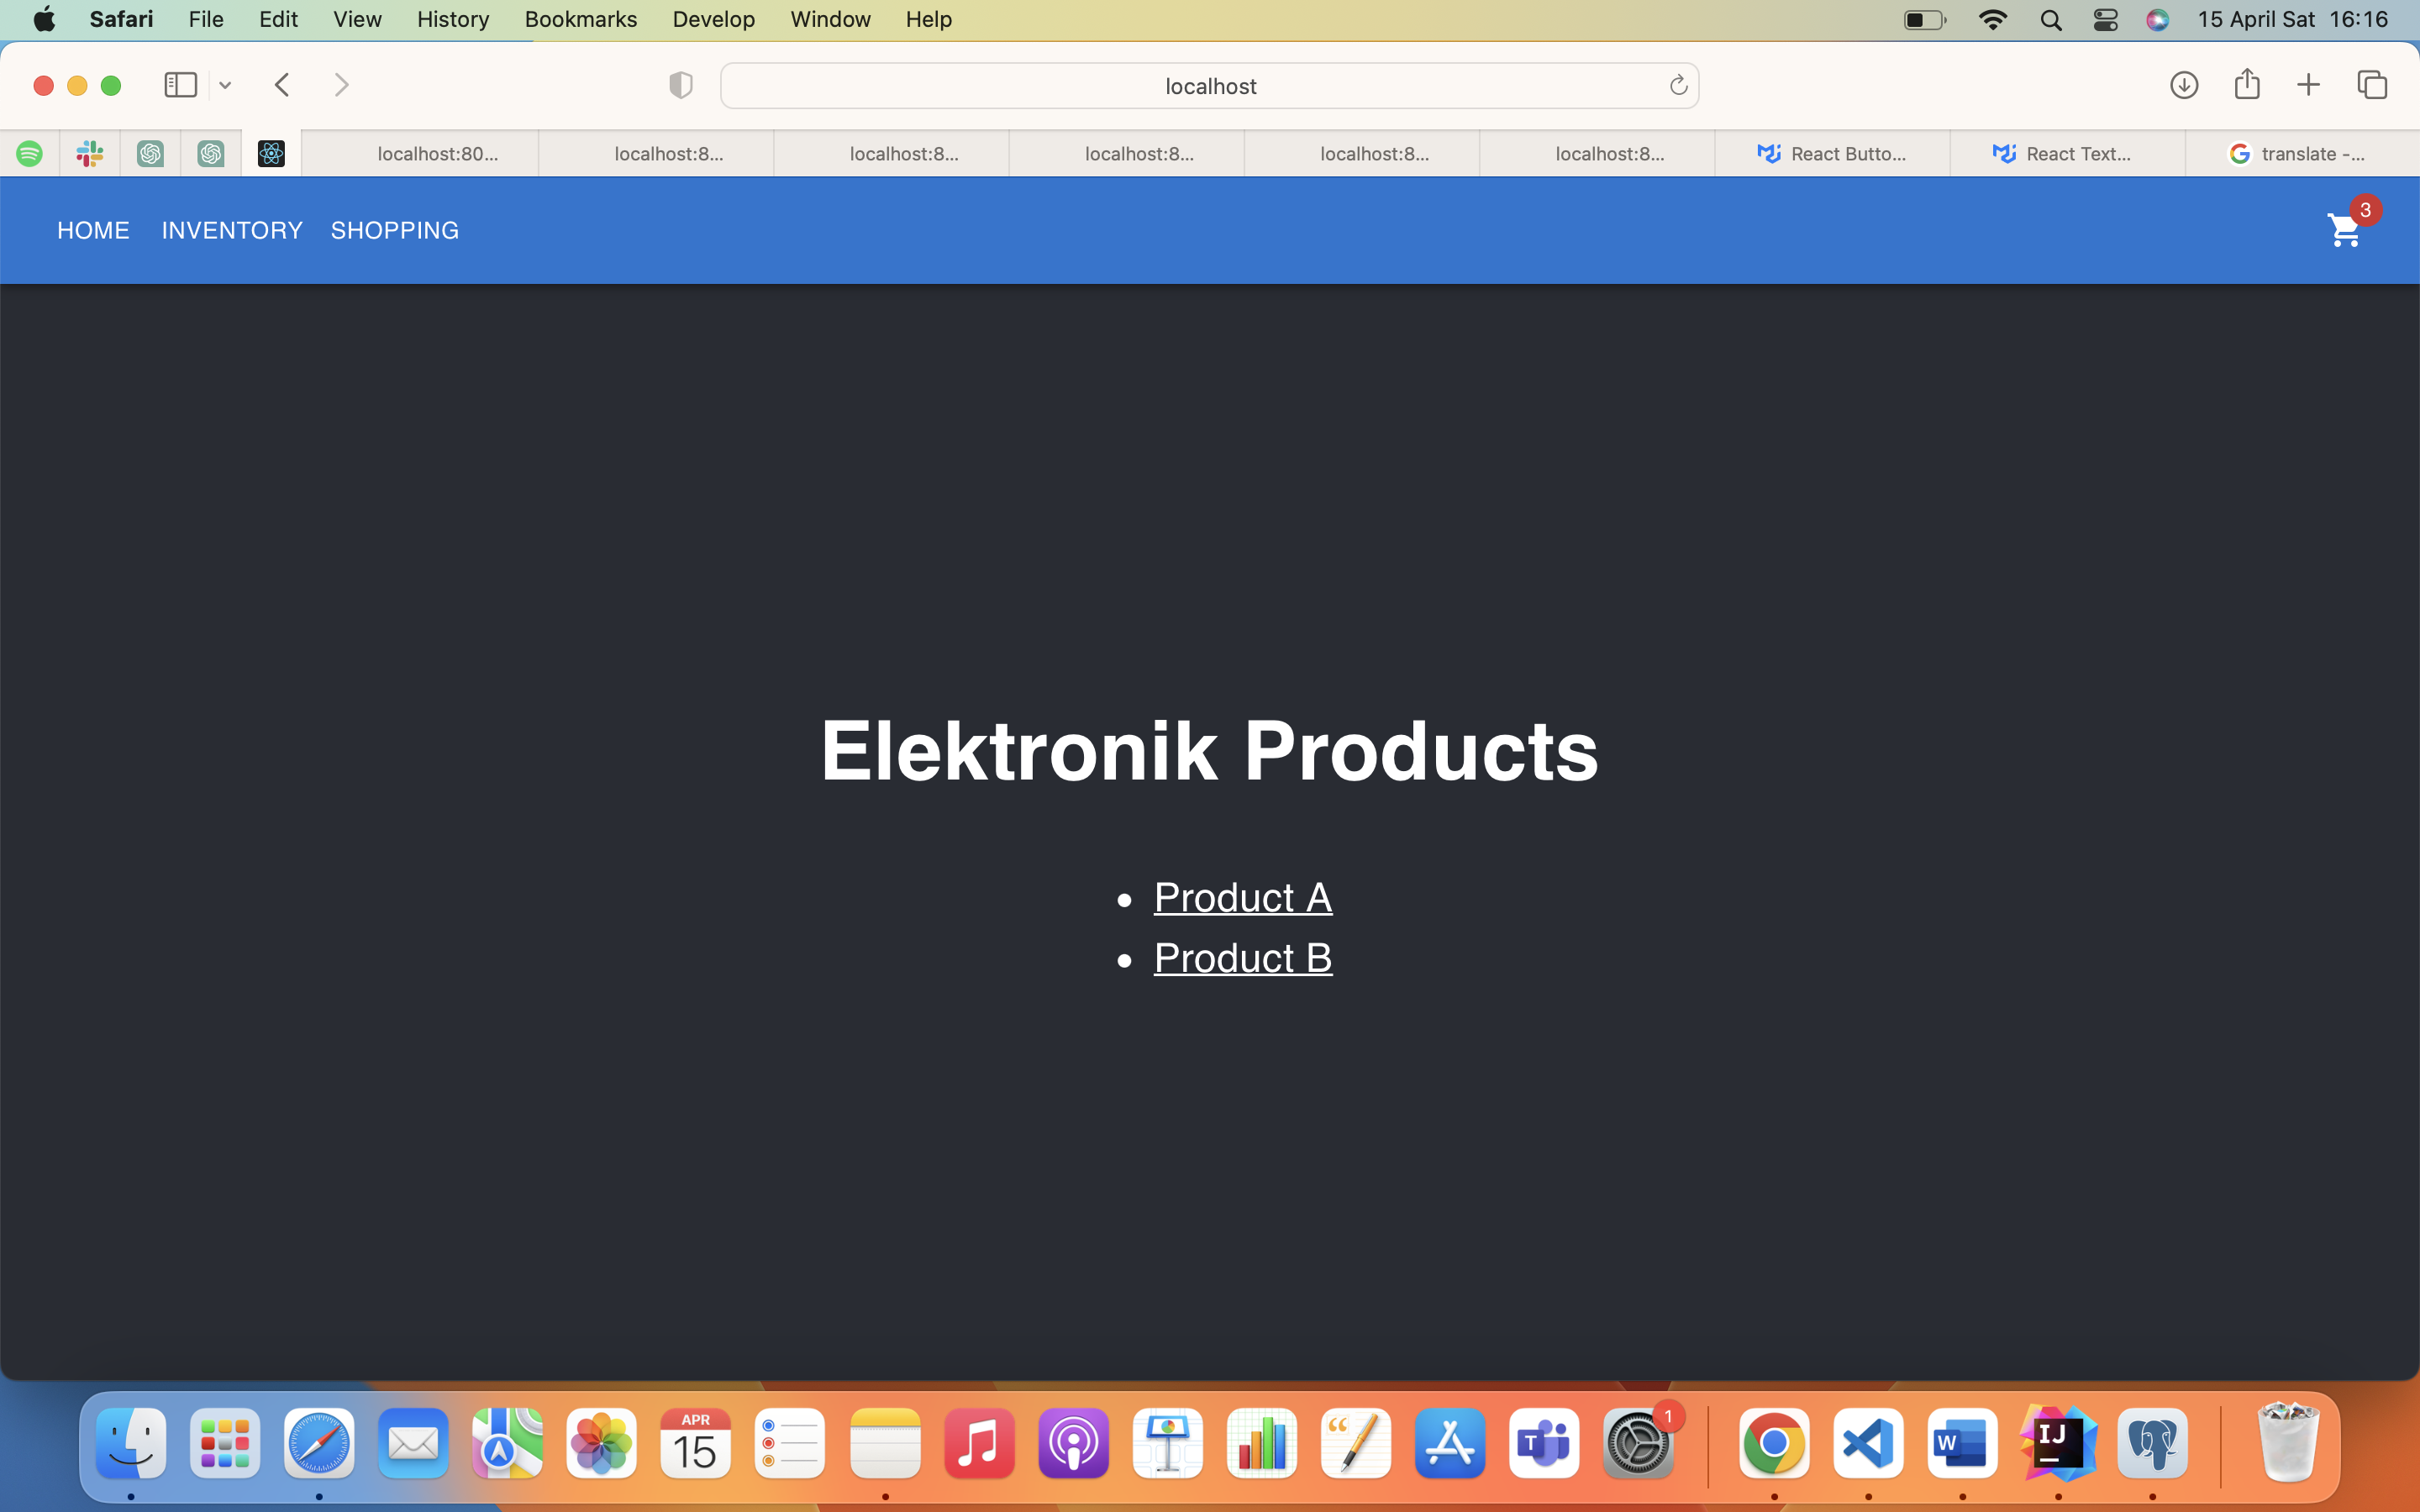 Safari File Edit View History Bookmarks Develop Window Help 15 April Sat 16:16
localhost
localhost:80... localhost:8... localhost:8... localhost:8... localhost:8... localhost:8... React Butto... React Text... translate -...
HOME INVENTORY SHOPPING 3
Elektronik Products
• Product A
• Product B
APR
15
T
1
W
IJ